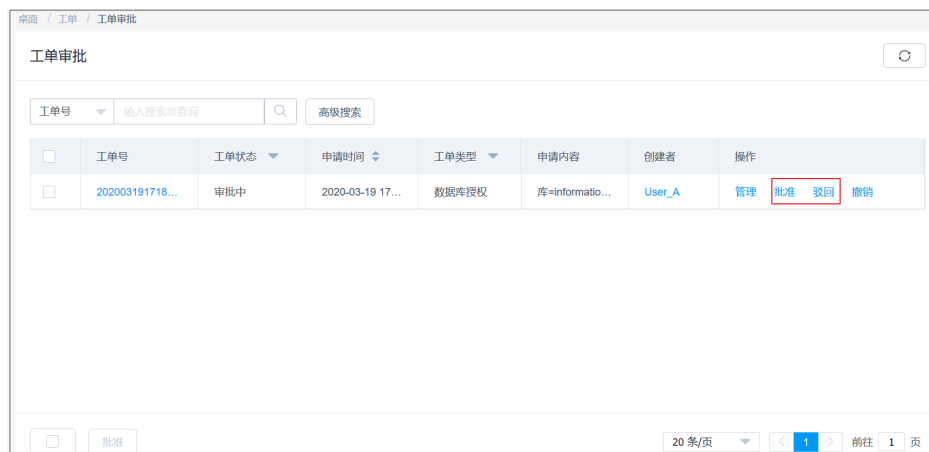 桌面 / 工单 / 工单审批
工单审批
工单号 输入搜索项查询 高级搜索
工单号 工单状态 申请时间 工单类型 申请内容 创建者 操作
202003191718... 审批中 2020-03-19 17... 数据库授权 库=informatio... User_A 管理 批准 驳回 撤销
批准 20 条/页 1 前往 1 页